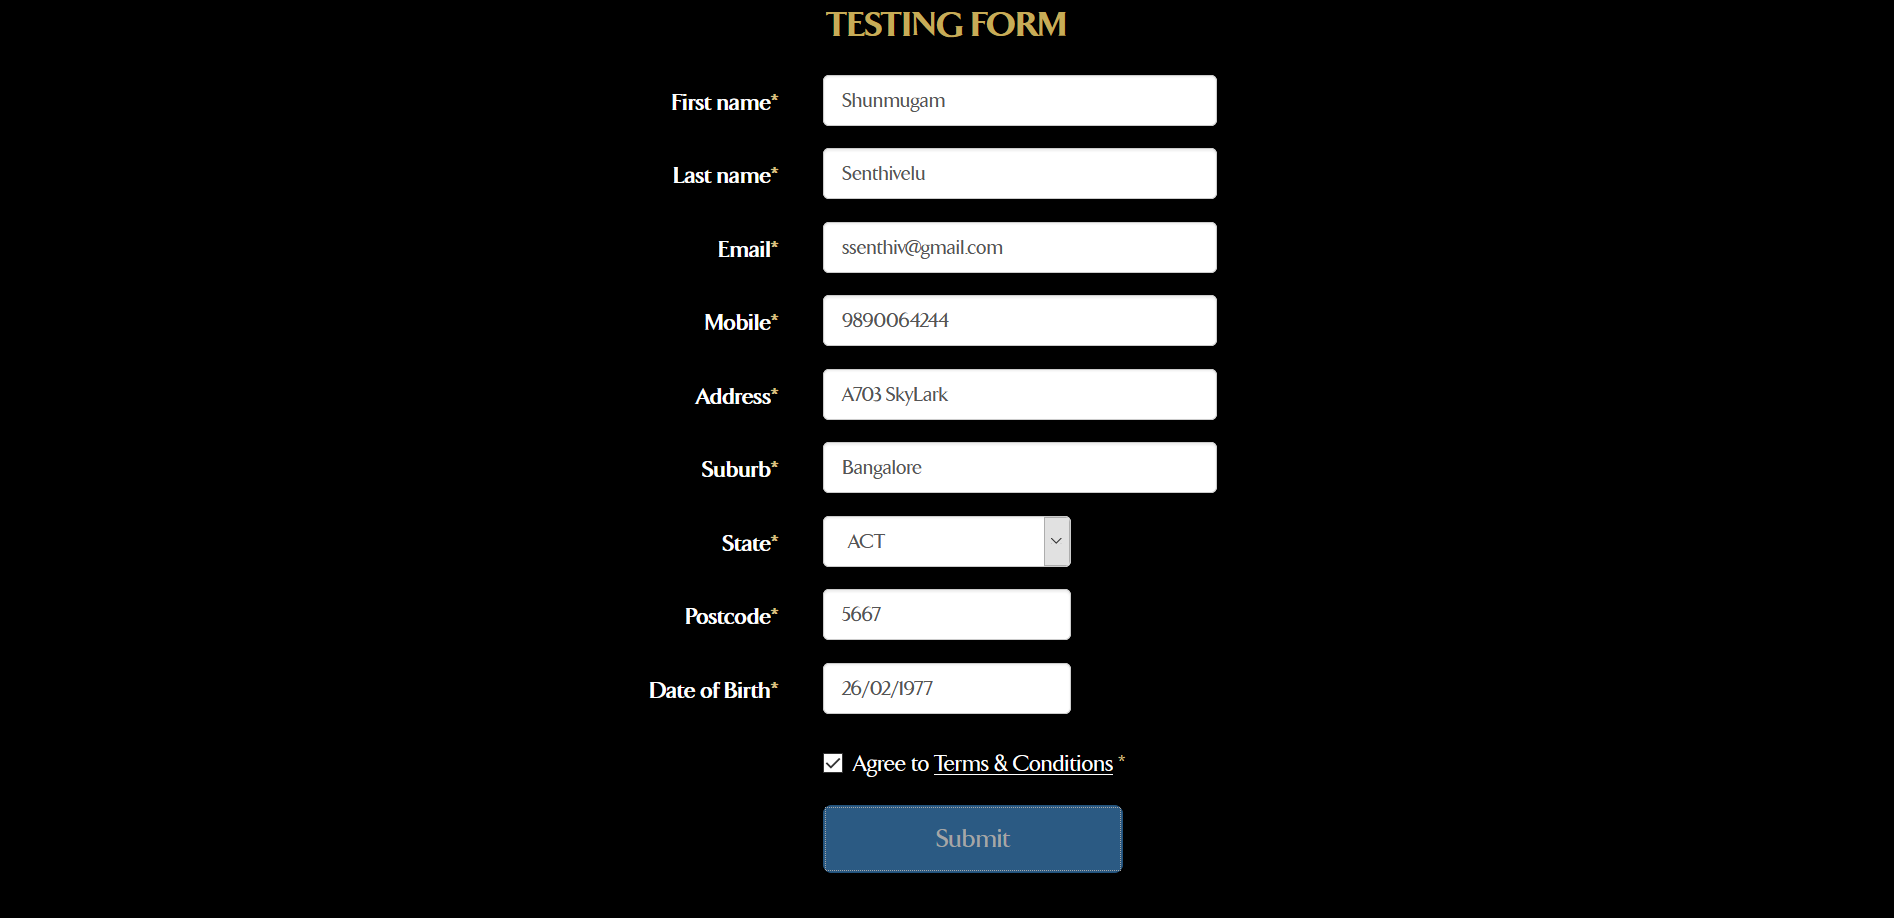 TESTING FORM
First name* Shunmugam
Last name* Senthivelu
Email* ssenthiv@gmail.com
Mobile* 9890064244
Address* A703 SkyLark
Suburb* Bangalore
State* ACT
Postcode* 5667
Date of Birth* 26/02/1977
Agree to Terms & Conditions *
Submit